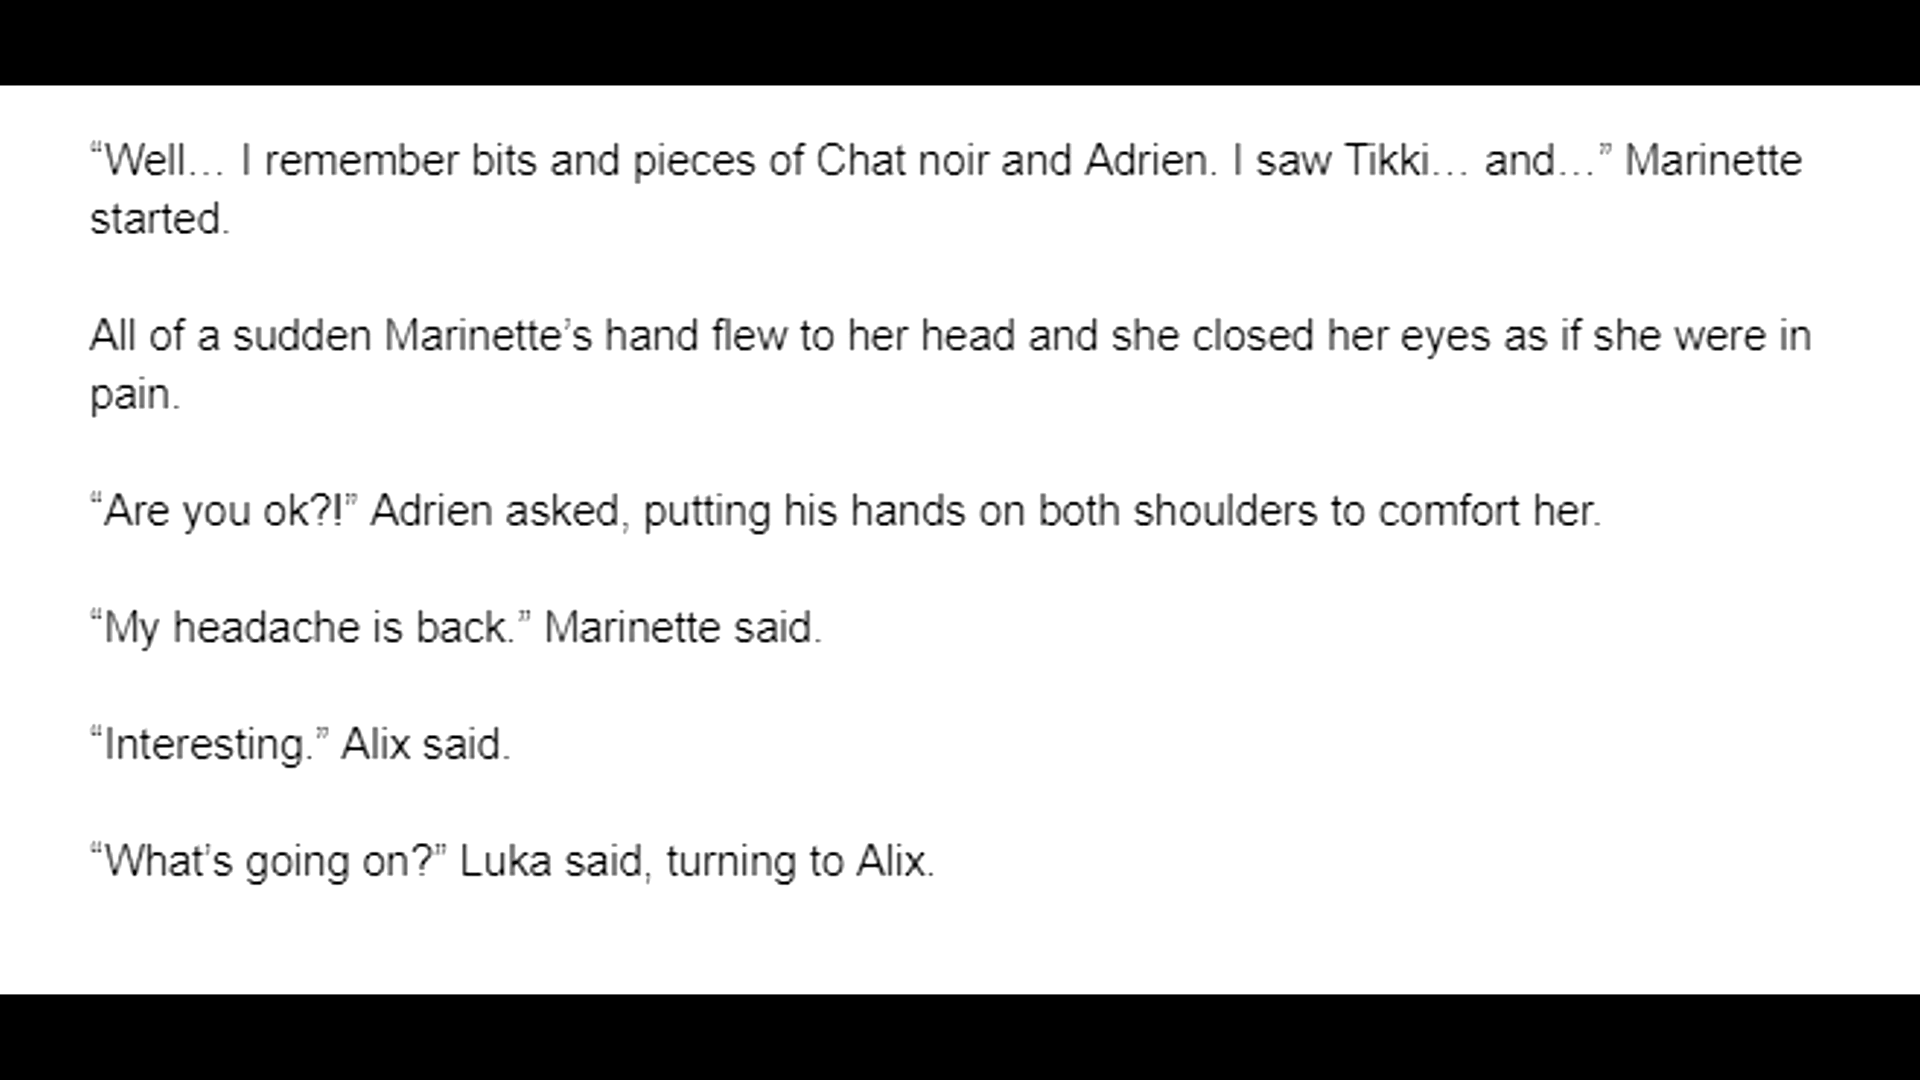 “Well… I remember bits and pieces of Chat noir and Adrien. I saw Tikki… and…” Marinette
started.
All of a sudden Marinette’s hand flew to her head and she closed her eyes as if she were in
pain.
“Are you ok?!” Adrien asked, putting his hands on both shoulders to comfort her.
“My headache is back.” Marinette said.
“Interesting.” Alix said.
“What’s going on?” Luka said, turning to Alix.